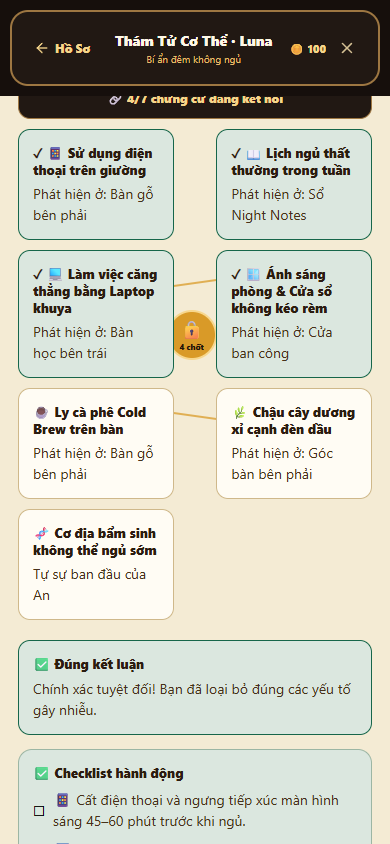 Hồ Sơ
Thám Tử Cơ Thể · Luna
Bí ẩn đêm không ngủ
100
4/7 chứng cứ đang kết nối
✓ Sử dụng điện
thoại trên giường
Phát hiện ở: Bàn gỗ
bên phải
✓ Lịch ngủ thất
thường trong tuần
Phát hiện ở: Sổ
Night Notes
✓ Làm việc căng
thẳng bằng Laptop
khuya
Phát hiện ở: Bàn
học bên trái
✓ Ánh sáng
phòng & Cửa sổ
không kéo rèm
Phát hiện ở: Cửa
ban công
4 chốt
Ly cà phê Cold
Brew trên bàn
Phát hiện ở: Bàn gỗ
bên phải
Chậu cây dương
xỉ cạnh đèn dầu
Phát hiện ở: Góc
bàn bên phải
Cơ địa bẩm sinh
không thể ngủ sớm
Tự sự ban đầu của
An
Đúng kết luận
Chính xác tuyệt đối! Bạn đã loại bỏ đúng các yếu tố
gây nhiễu.
Checklist hành động
Cất điện thoại và ngưng tiếp xúc màn hình
sáng 45–60 phút trước khi ngủ.